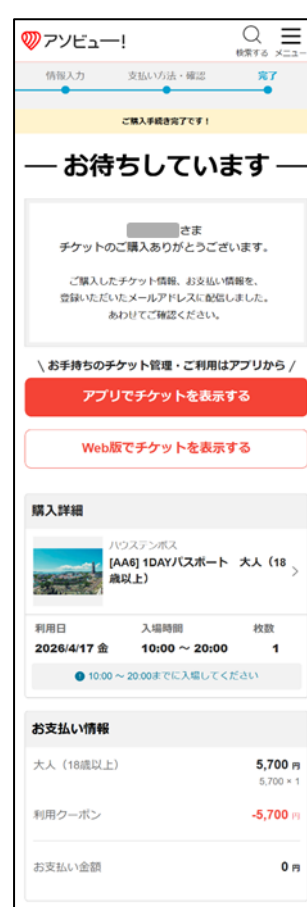 アソビュー!
検索する メニュー
情報入力 支払い方法・確認 完了
ご購入手続き完了です!
お待ちしています
さま
チケットのご購入ありがとうございます。
ご購入したチケット情報、お支払い情報を、
登録いただいたメールアドレスに配信しました。
あわせてご確認ください。
\ お手持ちのチケット管理・ご利用はアプリから /
アプリでチケットを表示する
Web版でチケットを表示する
購入詳細
ハウステンボス
[AA6] 1DAYパスポート 大人(18
歳以上)
利用日 入場時間 枚数
2026/4/17 金 10:00 ~ 20:00 1
10:00 ~ 20:00までに入場してください
お支払い情報
大人(18歳以上) 5,700 円
5,700 × 1
利用クーポン -5,700 円
お支払い金額 0 円